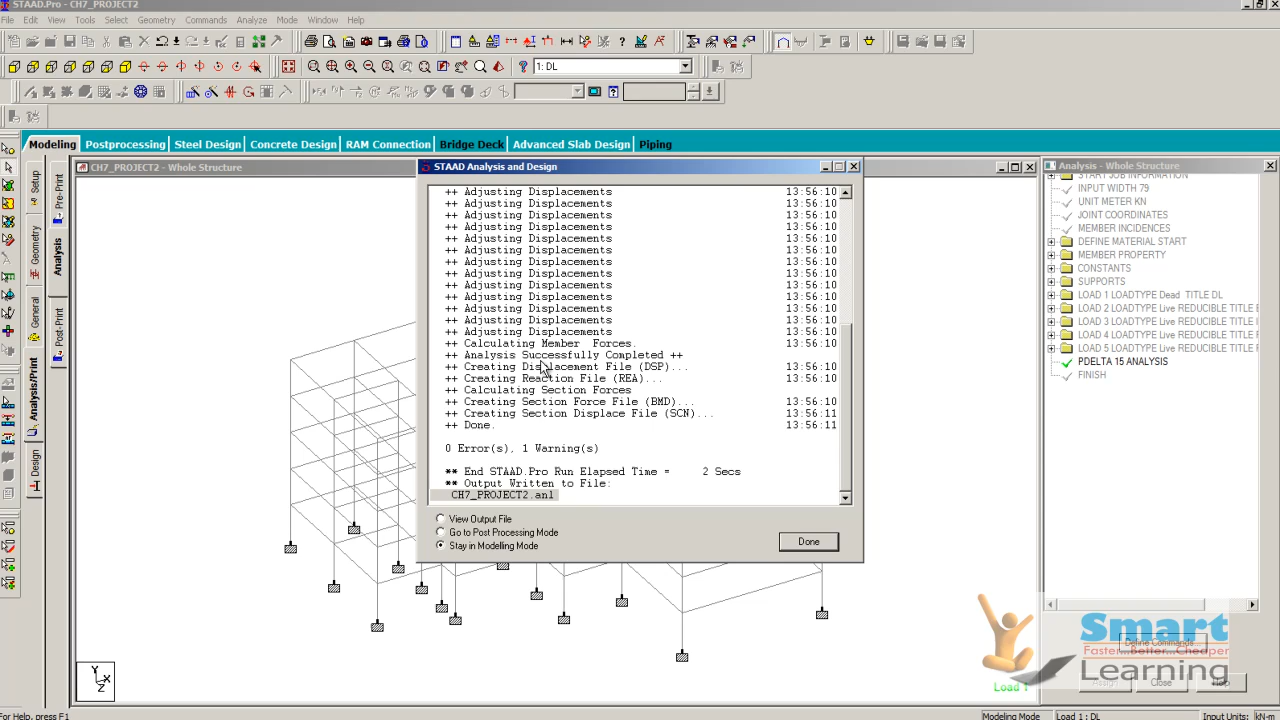 STAAD.Pro - CH7_PROJECT2
File Edit View Tools Select Geometry Commands Analyze Mode Window Help
1: DL
Modeling Postprocessing Steel Design Concrete Design RAM Connection Bridge Deck Advanced Slab Design Piping
CH7_PROJECT2 - Whole Structure
Setup
Geometry
General
Analysis/Print
Design
Pre-Print
Analysis
Post-Print
STAAD Analysis and Design
++ Adjusting Displacements 13:56:10
++ Adjusting Displacements 13:56:10
++ Adjusting Displacements 13:56:10
++ Adjusting Displacements 13:56:10
++ Adjusting Displacements 13:56:10
++ Adjusting Displacements 13:56:10
++ Adjusting Displacements 13:56:10
++ Adjusting Displacements 13:56:10
++ Adjusting Displacements 13:56:10
++ Adjusting Displacements 13:56:10
++ Adjusting Displacements 13:56:10
++ Adjusting Displacements 13:56:10
++ Adjusting Displacements 13:56:10
++ Calculating Member Forces. 13:56:10
++ Analysis Successfully Completed ++
++ Creating Displacement File (DSP)... 13:56:10
++ Creating Reaction File (REA)... 13:56:10
++ Calculating Section Forces
++ Creating Section Force File (BMD)... 13:56:10
++ Creating Section Displace File (SCN)... 13:56:11
++ Done. 13:56:11
0 Error(s), 1 Warning(s)
** End STAAD.Pro Run Elapsed Time = 2 Secs
** Output Written to File:
CH7_PROJECT2.anl
View Output File
Go to Post Processing Mode
Stay in Modelling Mode
Done
Analysis - Whole Structure
START JOB INFORMATION
INPUT WIDTH 79
UNIT METER KN
JOINT COORDINATES
MEMBER INCIDENCES
DEFINE MATERIAL START
MEMBER PROPERTY
CONSTANTS
SUPPORTS
LOAD 1 LOADTYPE Dead TITLE DL
LOAD 2 LOADTYPE Live REDUCIBLE TITLE F
LOAD 3 LOADTYPE Live REDUCIBLE TITLE F
LOAD 4 LOADTYPE Live REDUCIBLE TITLE F
LOAD 5 LOADTYPE Live REDUCIBLE TITLE F
PDELTA 15 ANALYSIS
FINISH
Define Commands...
Assign Close Help
Smart
Faster...Better...Cheaper
Learning
Load 1
Y
X
Z
For Help, press F1
Modeling Mode Load 1 : DL Input Units: kN-m